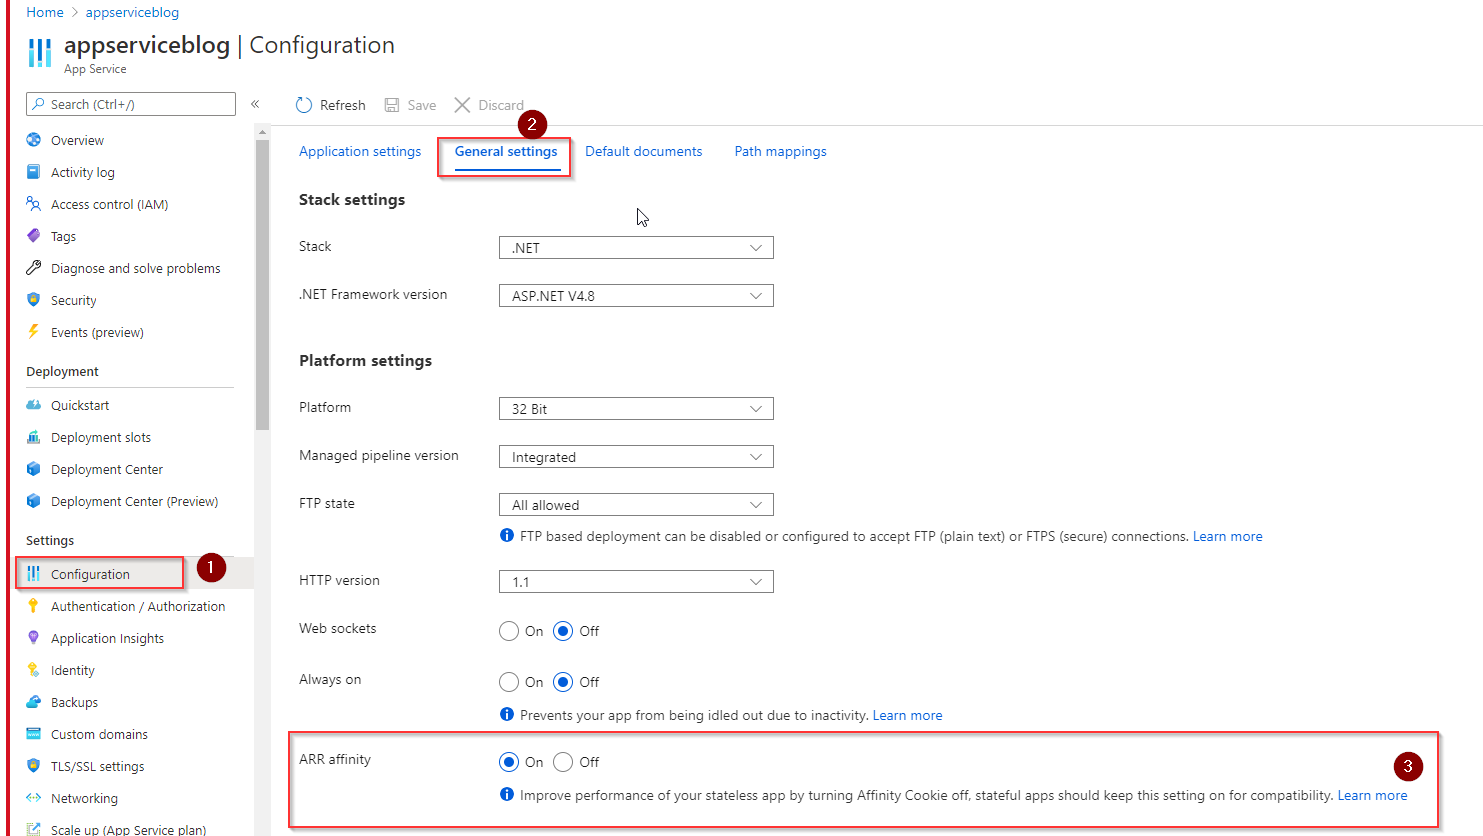 Home > appserviceblog
appserviceblog | Configuration
App Service
Search (Ctrl+/)
«
Refresh
Save
Discard
2
Overview
Activity log
Access control (IAM)
Tags
Diagnose and solve problems
Security
Events (preview)
Deployment
Quickstart
Deployment slots
Deployment Center
Deployment Center (Preview)
Settings
Configuration
1
Authentication / Authorization
Application Insights
Identity
Backups
Custom domains
TLS/SSL settings
Networking
Scale up (App Service plan)
Application settings
General settings
Default documents
Path mappings
Stack settings
Stack
.NET
.NET Framework version
ASP.NET V4.8
Platform settings
Platform
32 Bit
Managed pipeline version
Integrated
FTP state
All allowed
FTP based deployment can be disabled or configured to accept FTP (plain text) or FTPS (secure) connections. Learn more
HTTP version
1.1
Web sockets
On Off
Always on
On Off
Prevents your app from being idled out due to inactivity. Learn more
ARR affinity
On Off
3
Improve performance of your stateless app by turning Affinity Cookie off, stateful apps should keep this setting on for compatibility. Learn more